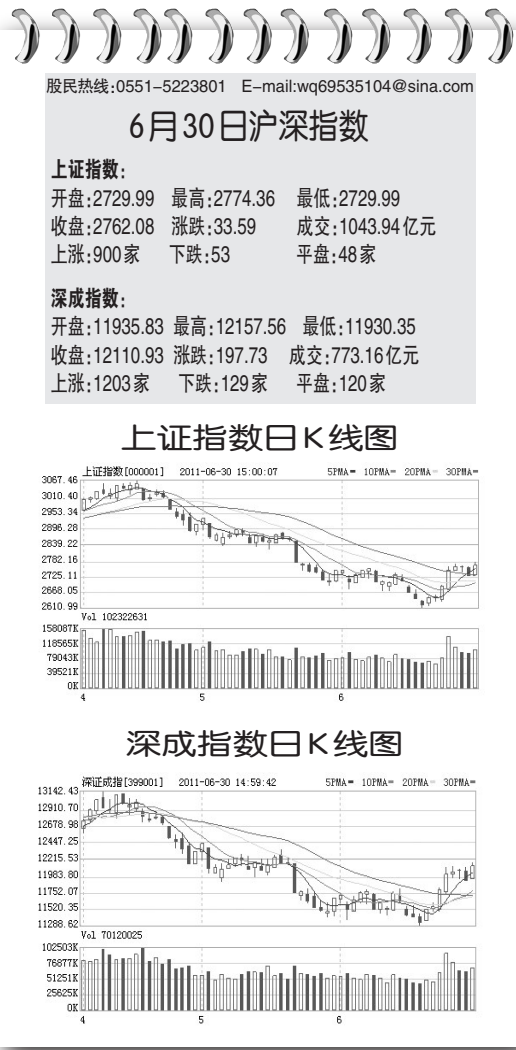 股民热线:0551-5223801 E-mail:wq69535104@sina.com
6月30日沪深指数
上证指数:
开盘:2729.99 最高:2774.36 最低:2729.99
收盘:2762.08 涨跌:33.59 成交:1043.94亿元
上涨:900家 下跌:53 平盘:48家
深成指数:
开盘:11935.83 最高:12157.56 最低:11930.35
收盘:12110.93 涨跌:197.73 成交:773.16亿元
上涨:1203家 下跌:129家 平盘:120家
上证指数日K线图
上证指数[000001] 2011-06-30 15:00:07 5PMA= 10PMA= 20PMA= 30PMA=
3067.46
3010.40
2953.34
2896.28
2839.22
2782.16
2725.11
2668.05
2610.99
Vol 102322631
158087K
118565K
79043K
39521K
0K
4 5 6
深成指数日K线图
深证成指[399001] 2011-06-30 14:59:42 5PMA= 10PMA= 20PMA= 30PMA=
13142.43
12910.70
12678.98
12447.25
12215.53
11983.80
11752.07
11520.35
11288.62
Vol 70120025
102503K
76877K
51251K
25625K
0K
4 5 6